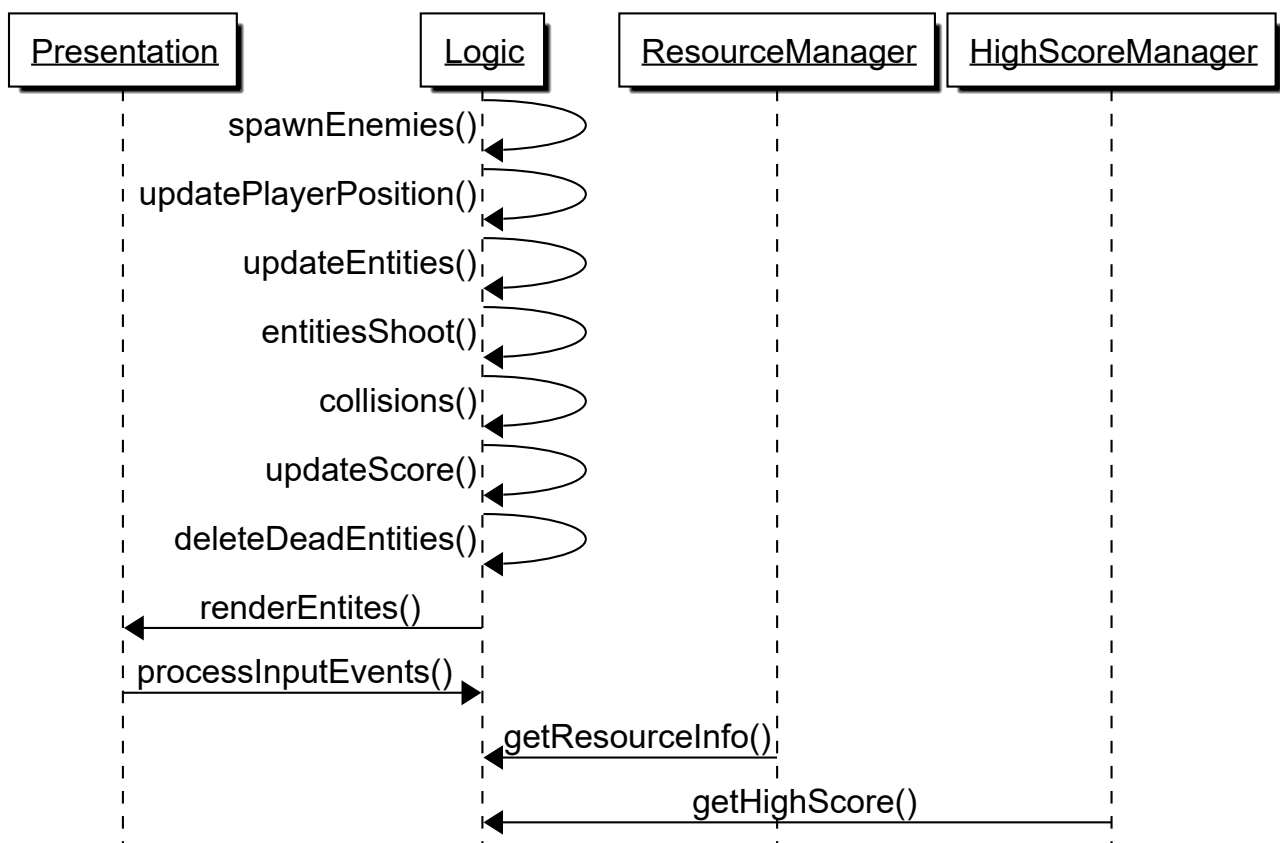 Presentation
Logic
ResourceManager
HighScoreManager
spawnEnemies()
updatePlayerPosition()
updateEntities()
entitiesShoot()
collisions()
updateScore()
deleteDeadEntities()
renderEntites()
processInputEvents()
getResourceInfo()
getHighScore()